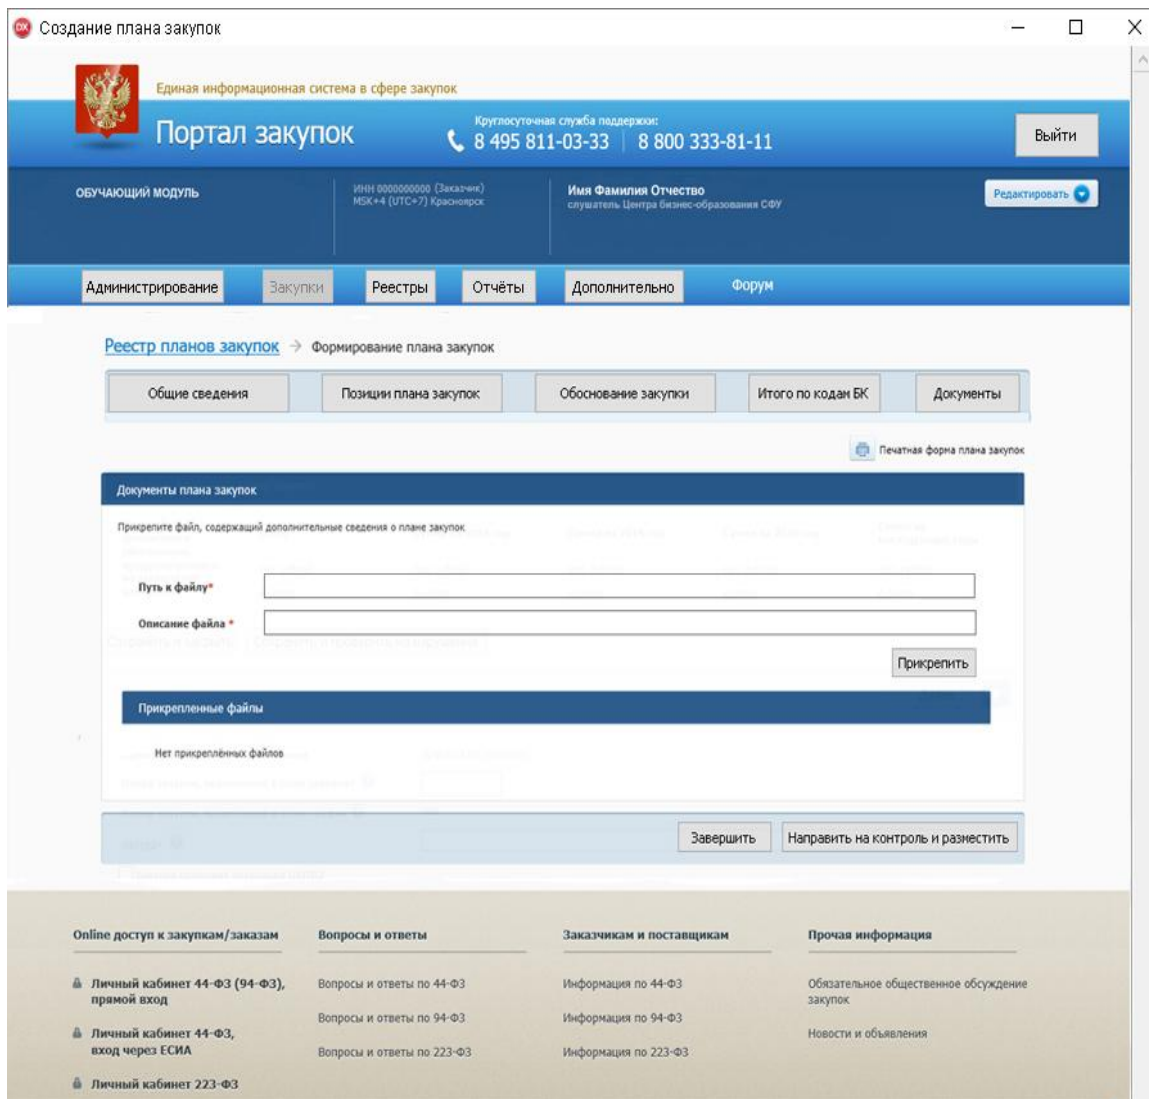 Создание плана закупок
Единая информационная система в сфере закупок
Портал закупок
Круглосуточная служба поддержки:
8 495 811-03-33 | 8 800 333-81-11
Выйти
ОБУЧАЮЩИЙ МОДУЛЬ
ИНН 0000000000 (Заказчик)
MSK+4 (UTC+7) Красноярск
Имя Фамилия Отчество
слушатель Центра бизнес-образования СФУ
Редактировать
Администрирование Закупки Реестры Отчёты Дополнительно Форум
Реестр планов закупок → Формирование плана закупок
Общие сведения Позиции плана закупок Обоснование закупки Итого по кодам БК Документы
Печатная форма плана закупок
Документы плана закупок
Прикрепите файл, содержащий дополнительные сведения о плане закупок
Путь к файлу*
Описание файла *
Прикрепить
Прикрепленные файлы
Нет прикреплённых файлов
Завершить Направить на контроль и разместить
Online доступ к закупкам/заказам
Личный кабинет 44-ФЗ (94-ФЗ),
прямой вход
Личный кабинет 44-ФЗ,
вход через ЕСИА
Личный кабинет 223-ФЗ
Вопросы и ответы
Вопросы и ответы по 44-ФЗ
Вопросы и ответы по 94-ФЗ
Вопросы и ответы по 223-ФЗ
Заказчикам и поставщикам
Информация по 44-ФЗ
Информация по 94-ФЗ
Информация по 223-ФЗ
Прочая информация
Обязательное общественное обсуждение
закупок
Новости и объявления